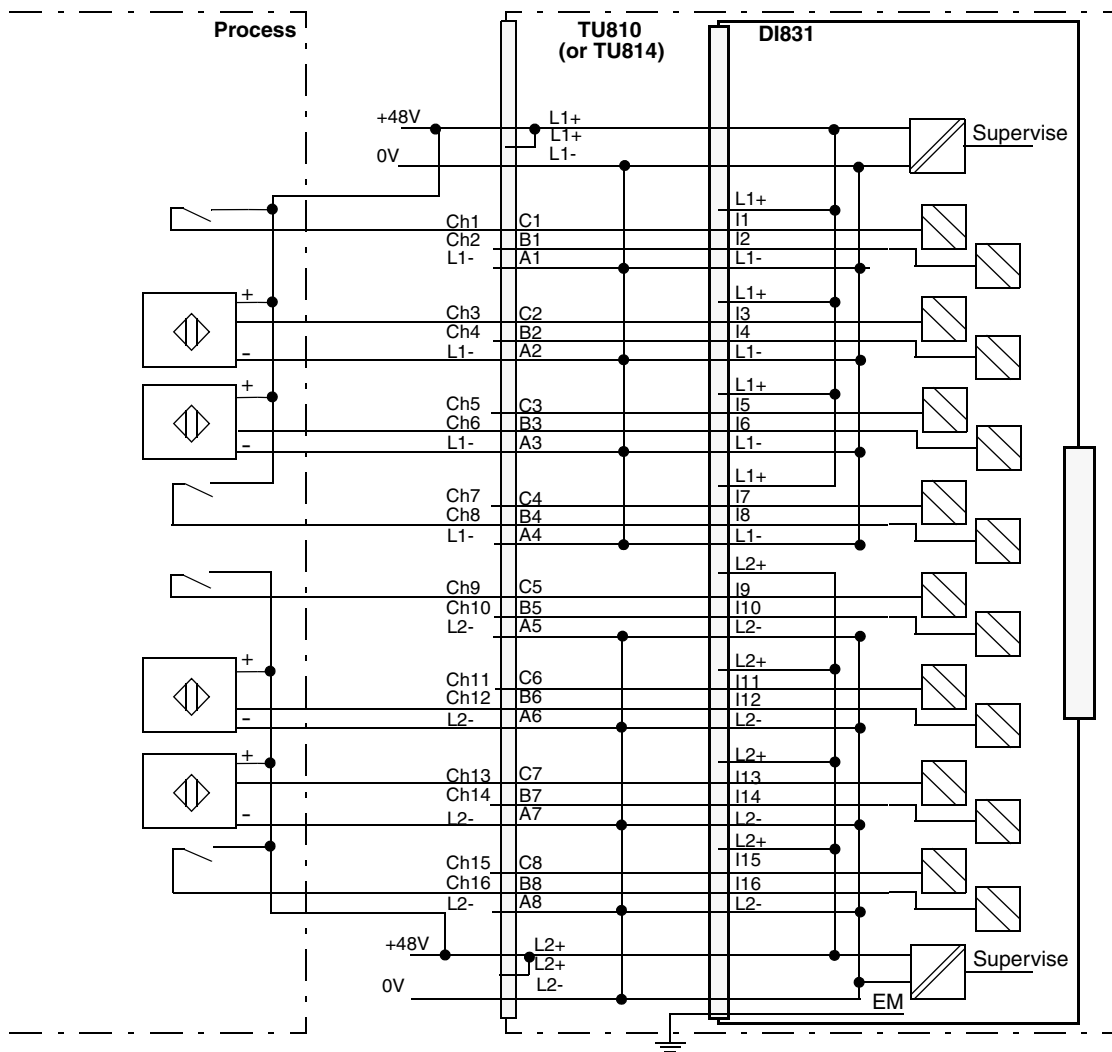 Process
TU810
(or TU814)
DI831
+48V
L1+
L1+
0V
L1-
Supervise
L1+
Ch1 C1 I1
Ch2 B1 I2
L1- A1 L1-
+
L1+
Ch3 C2 I3
Ch4 B2 I4
- L1- A2 L1-
+
L1+
Ch5 C3 I5
Ch6 B3 I6
- L1- A3 L1-
L1+
Ch7 C4 I7
Ch8 B4 I8
L1- A4 L1-
L2+
Ch9 C5 I9
Ch10 B5 I10
L2- A5 L2-
+
L2+
Ch11 C6 I11
Ch12 B6 I12
- L2- A6 L2-
+
L2+
Ch13 C7 I13
Ch14 B7 I14
- L2- A7 L2-
L2+
Ch15 C8 I15
Ch16 B8 I16
L2- A8 L2-
+48V
L2+
L2+
Supervise
0V
L2-
EM